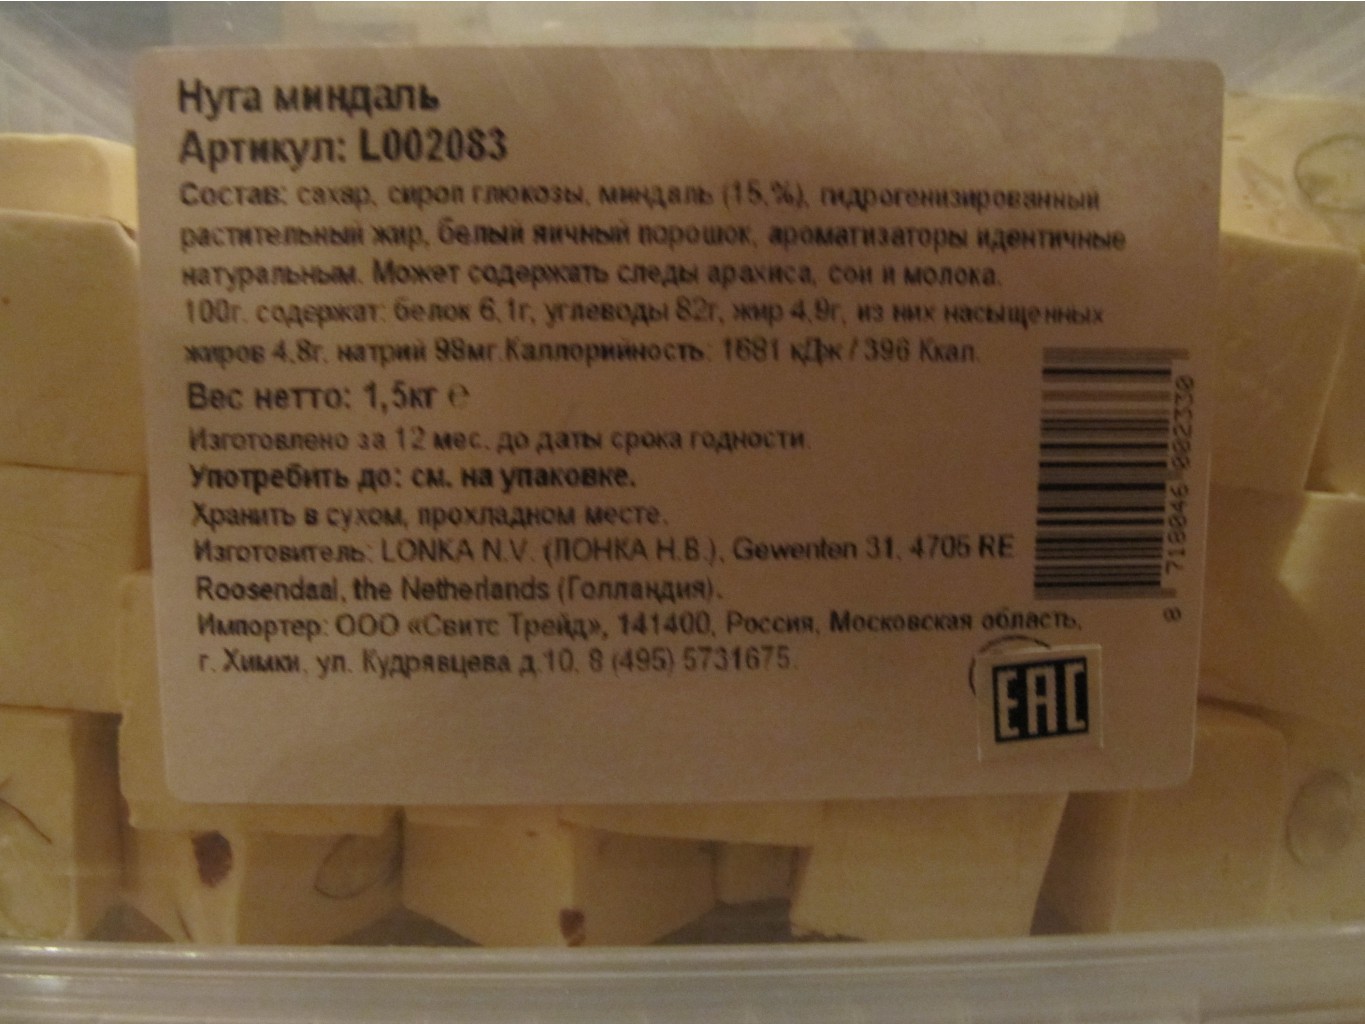 Нуга миндаль
Артикул: L002083
Состав: сахар, сироп глюкозы, миндаль (15,%), гидрогенизированный
растительный жир, белый яичный порошок, ароматизаторы идентичные
натуральным. Может содержать следы арахиса, сои и молока.
100г. содержат: белок 6,1г, углеводы 82г, жир 4,9г, из них насыщенных
жиров 4,8г, натрий 98мг.Каллорийность: 1681 кДж / 396 Ккал.
Вес нетто: 1,5кг ℮
Изготовлено за 12 мес. до даты срока годности.
Употребить до: см. на упаковке.
Хранить в сухом, прохладном месте.
Изготовитель: LONKA N.V. (ЛОНКА Н.В.), Gewenten 31, 4705 RE
Roosendaal, the Netherlands (Голландия).
Импортер: ООО «Свитс Трейд», 141400, Россия, Московская область,
г. Химки, ул. Кудрявцева д.10, 8 (495) 5731675.
8 718046 002330
EAC